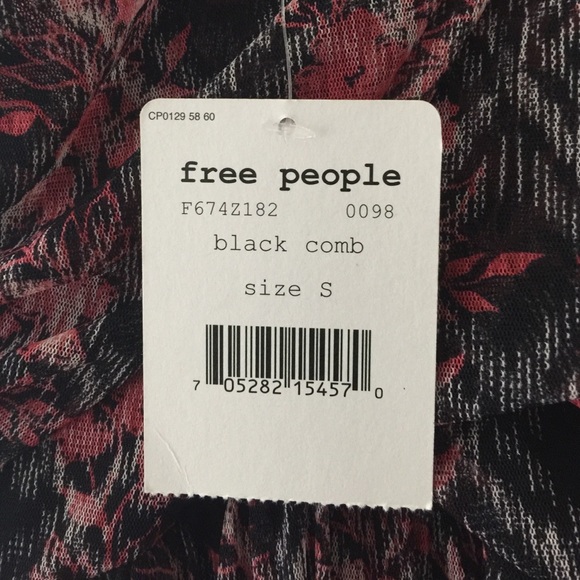 CP0129 58 60
free people
F674Z182 0098
black comb
size S
7 05282 15457 0